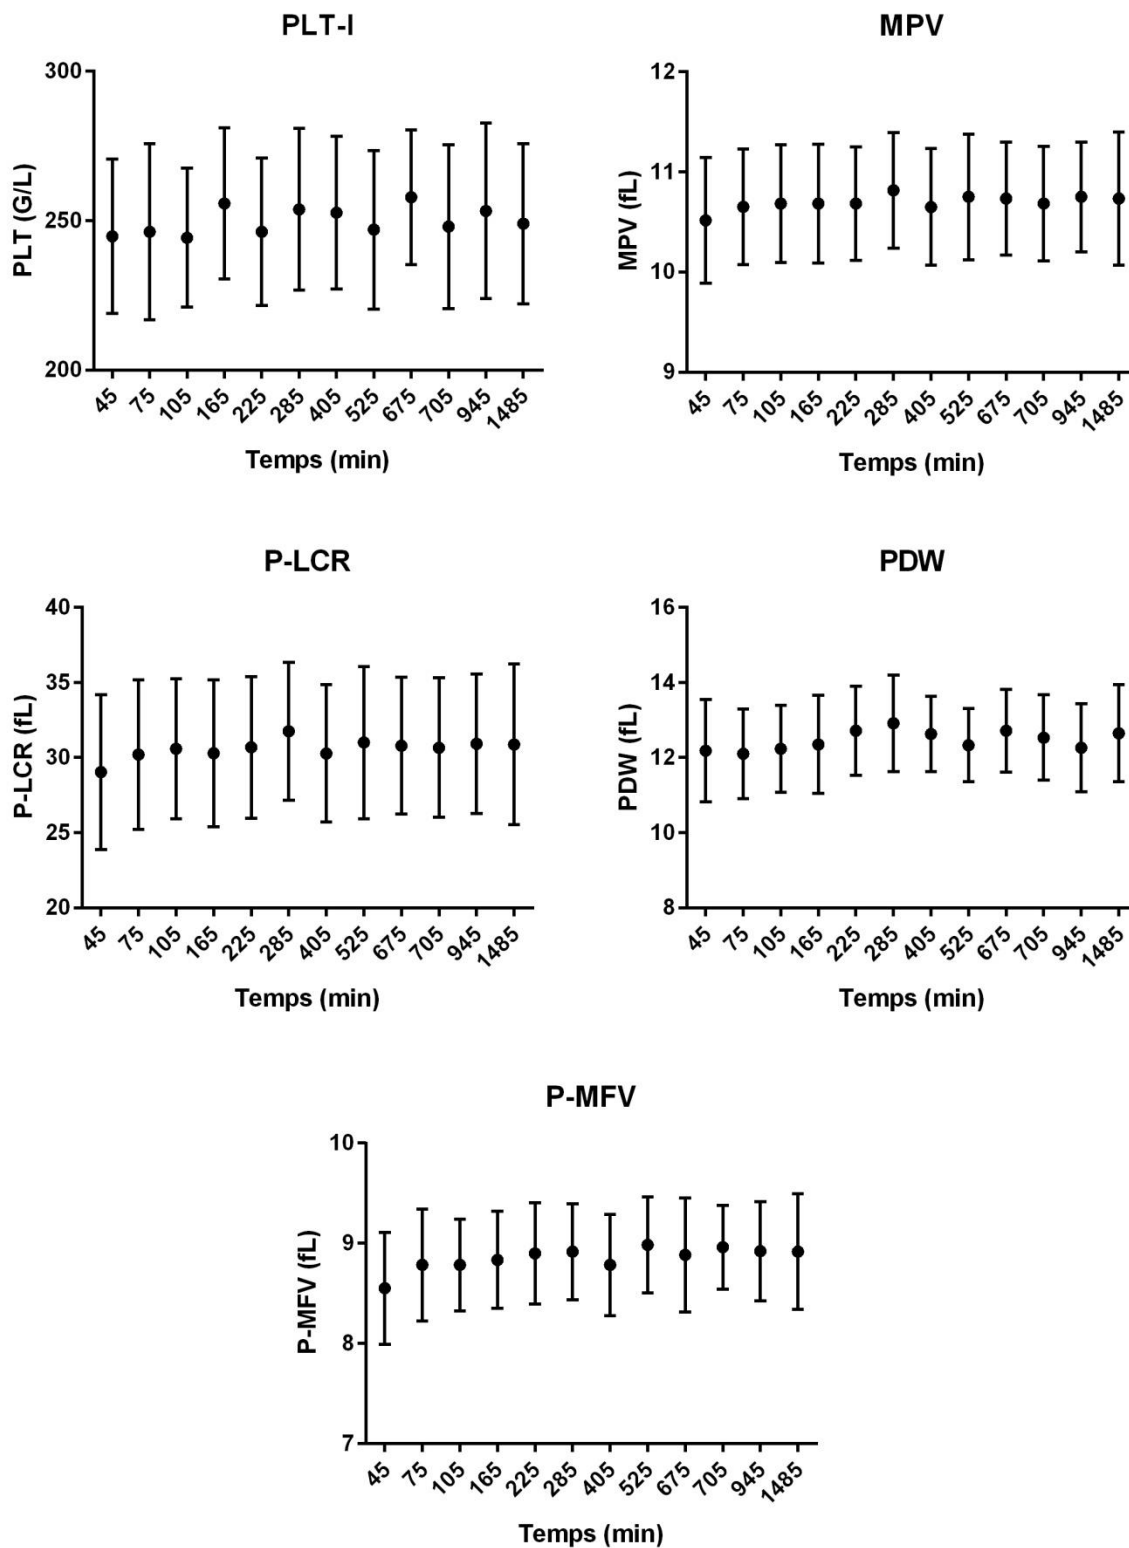 PLT-I
PLT (G/L)
300
250
200
45 75 105 165 225 285 405 525 675 705 945 1485
Temps (min)
MPV
MPV (fL)
12
11
10
9
45 75 105 165 225 285 405 525 675 705 945 1485
Temps (min)
P-LCR
P-LCR (fL)
40
35
30
25
20
45 75 105 165 225 285 405 525 675 705 945 1485
Temps (min)
PDW
PDW (fL)
16
14
12
10
8
45 75 105 165 225 285 405 525 675 705 945 1485
Temps (min)
P-MFV
P-MFV (fL)
10
9
8
7
45 75 105 165 225 285 405 525 675 705 945 1485
Temps (min)